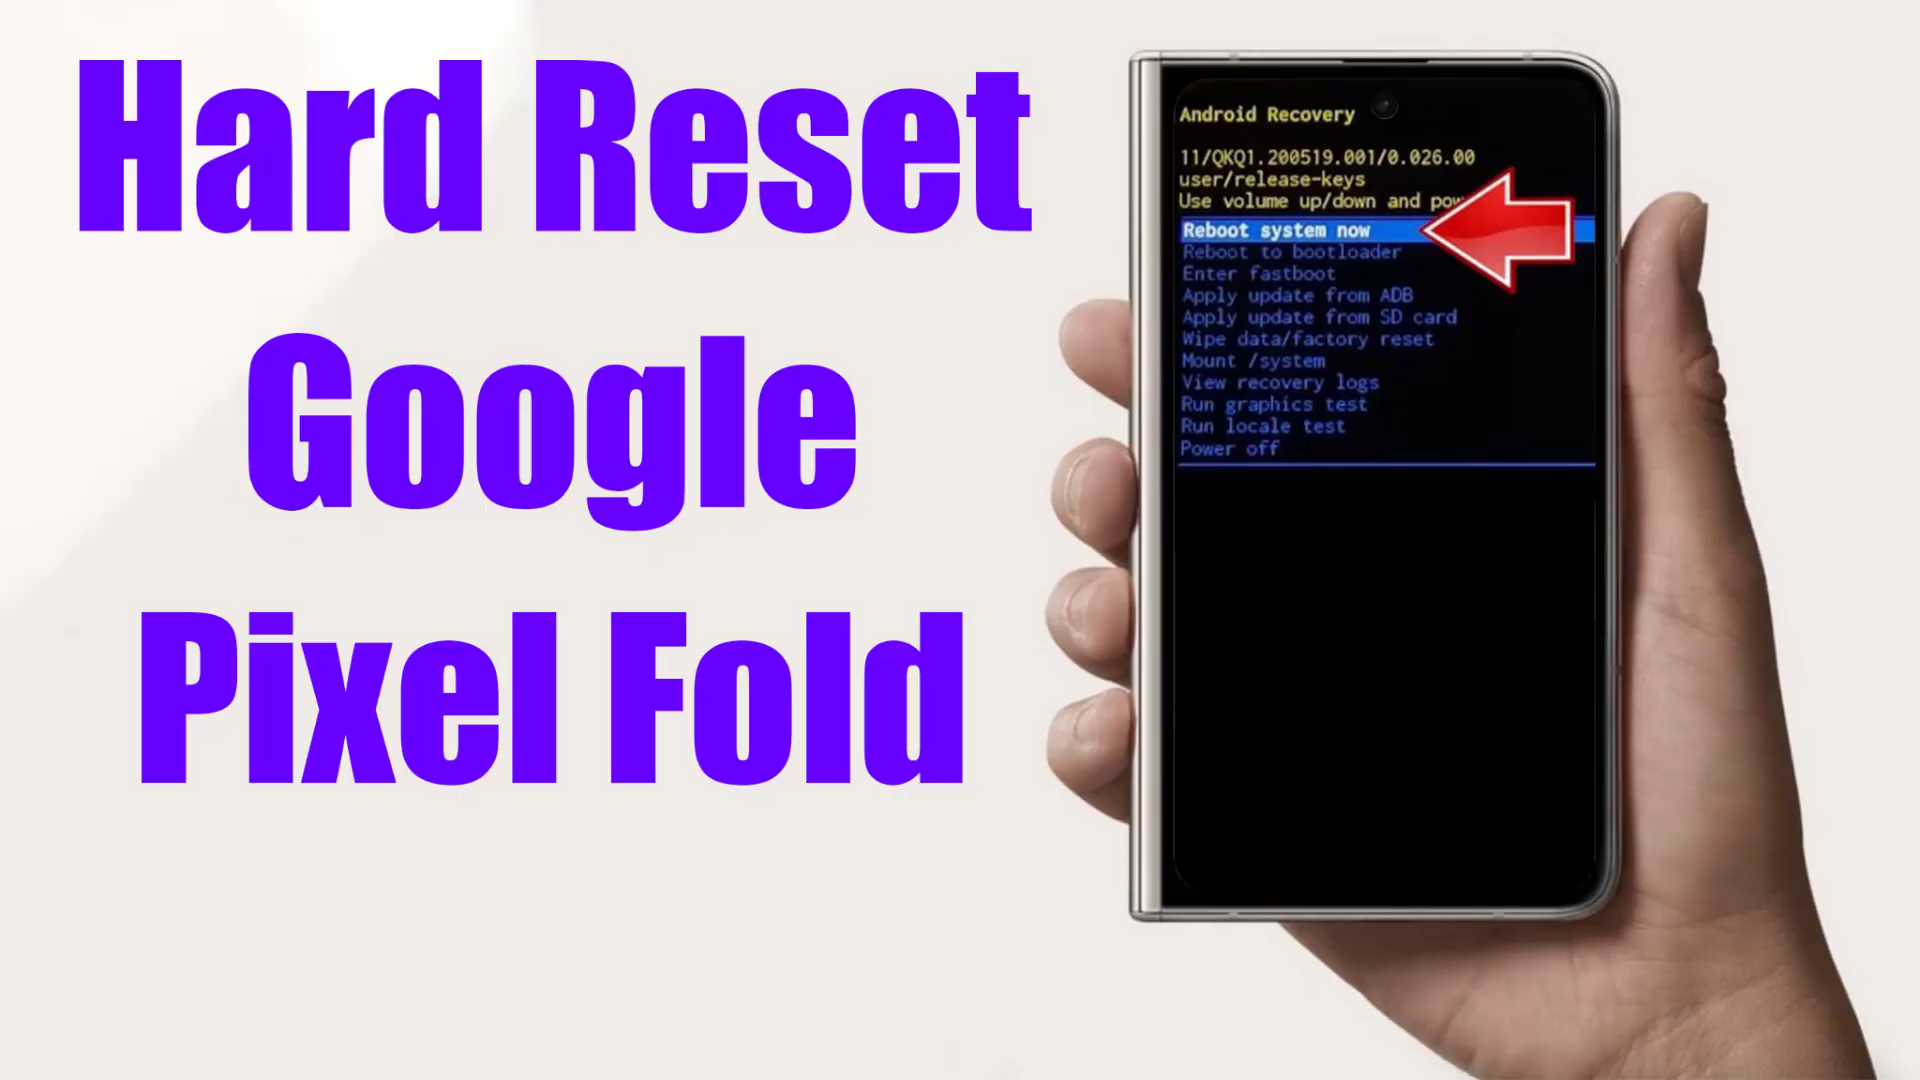 Hard Reset
Google
Pixel Fold
Android Recovery
11/QKQ1.200519.001/0.026.00
user/release-keys
Use volume up/down and
Reboot system now
Reboot to bootloader
Enter fastboot
Apply update from ADB
Apply update from SD card
Wipe data/factory reset
Mount /system
View recovery logs
Run graphics test
Run locale test
Power off